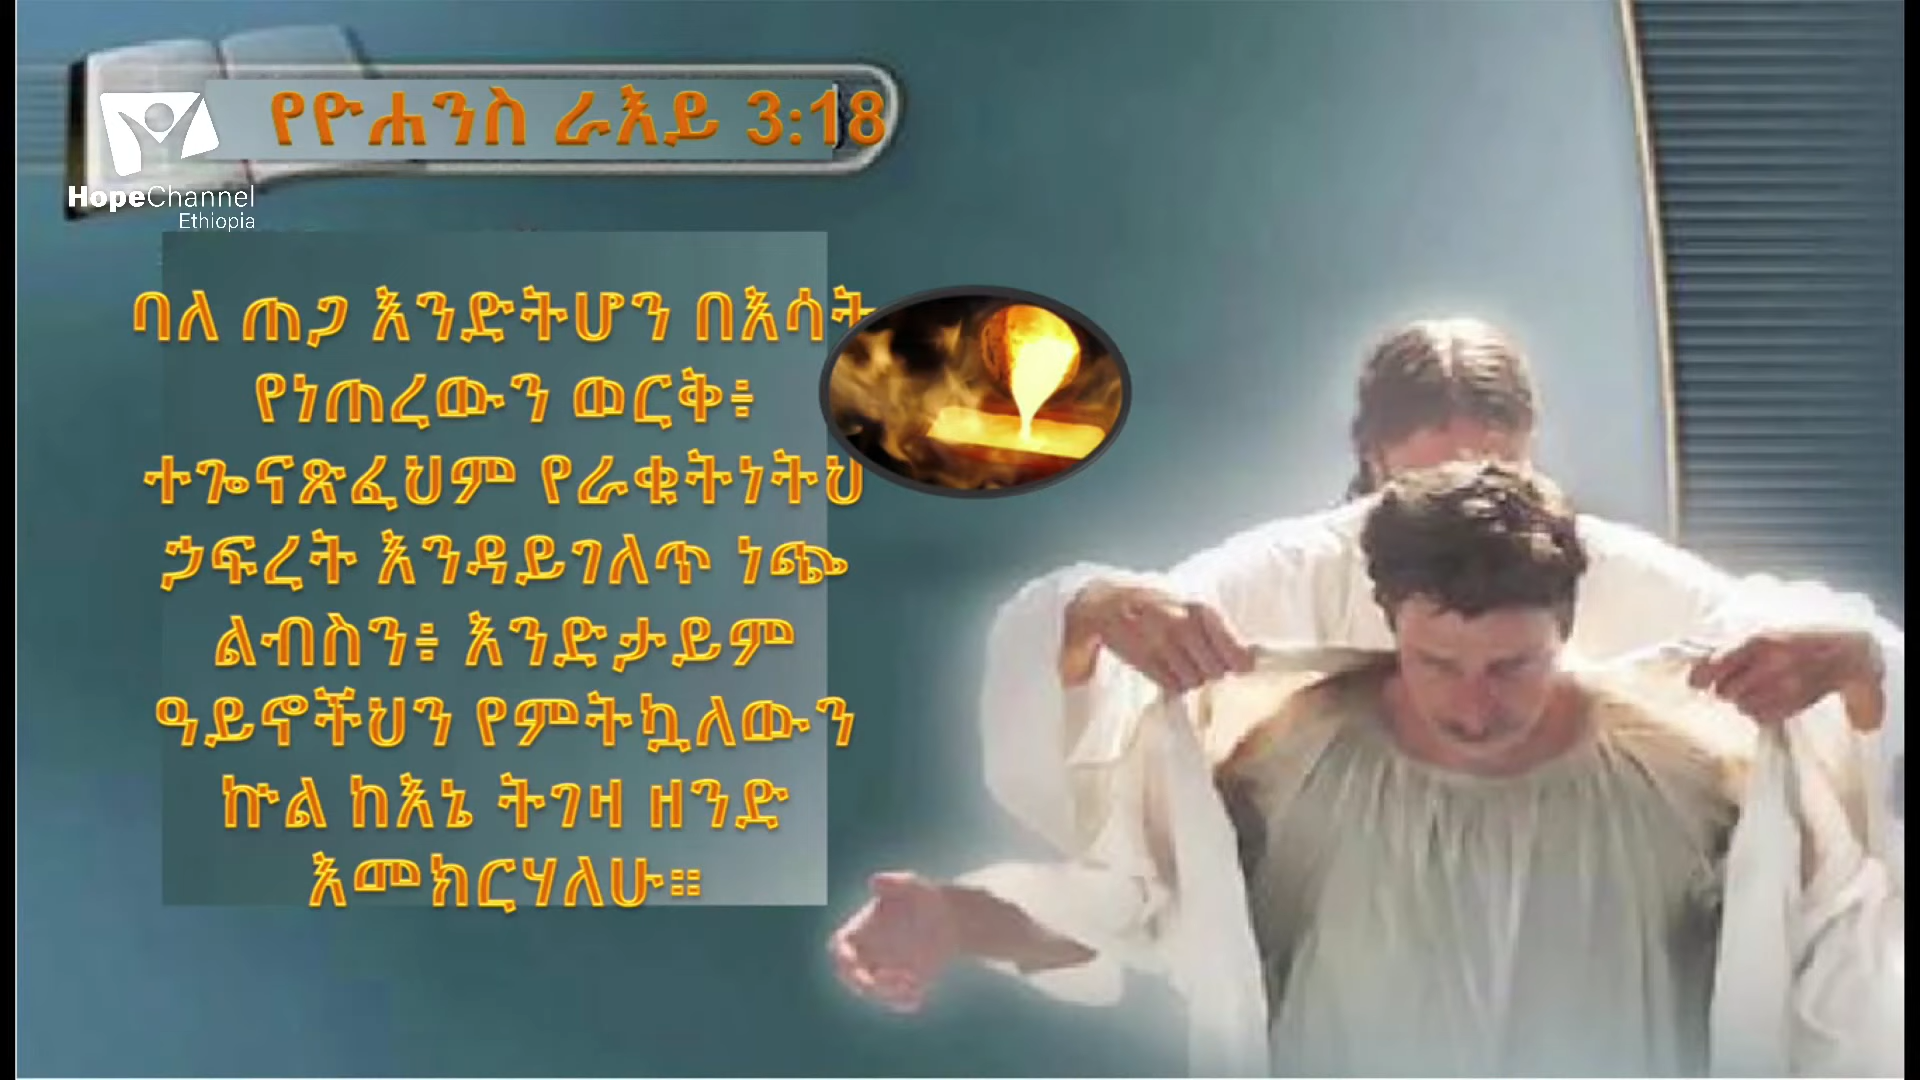 የዮሐንስ ራእይ 3:18
HopeChannel
Ethiopia
ባለ ጠጋ እንድትሆን በእሳት
የነጠረውን ወርቅ፥
ተጐናጽፈህም የራቁትነትህ
ኃፍረት እንዳይገለጥ ነጭ
ልብስን፥ እንድታይም
ዓይኖችህን የምትኳለውን
ኵል ከእኔ ትገዛ ዘንድ
እመክርሃለሁ።